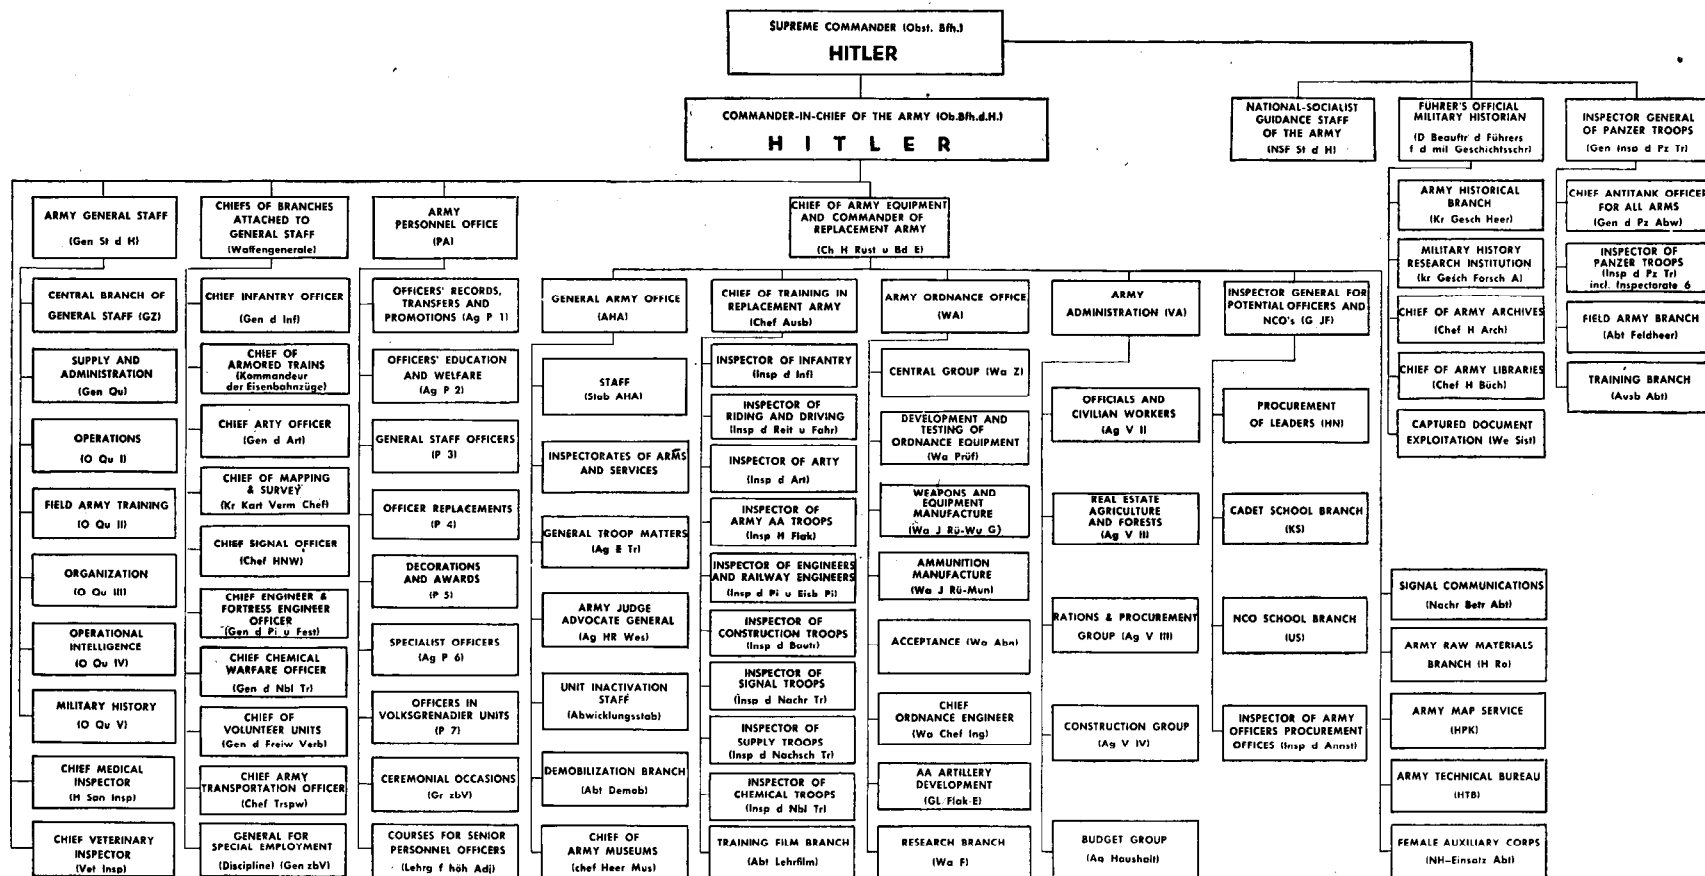 SUPREME COMMANDER (Obst. Bfh.)
HITLER
COMMANDER-IN-CHIEF OF THE ARMY (Ob.Bfh.d.H.)
HITLER
NATIONAL-SOCIALIST
GUIDANCE STAFF
OF THE ARMY
(NSF St d H)
FÜHRER'S OFFICIAL
MILITARY HISTORIAN
(D Beauftr d Führers
f d mil Geschichtsschr)
INSPECTOR GENERAL
OF PANZER TROOPS
(Gen Insp d Pz Tr)
ARMY GENERAL STAFF
(Gen St d H)
CENTRAL BRANCH OF
GENERAL STAFF (GZ)
SUPPLY AND
ADMINISTRATION
(Gen Qu)
OPERATIONS
(O Qu I)
FIELD ARMY TRAINING
(O Qu II)
ORGANIZATION
(O Qu III)
OPERATIONAL
INTELLIGENCE
(O Qu IV)
MILITARY HISTORY
(O Qu V)
CHIEF MEDICAL
INSPECTOR
(H San Insp)
CHIEF VETERINARY
INSPECTOR
(Vet Insp)
CHIEFS OF BRANCHES
ATTACHED TO
GENERAL STAFF
(Waffengenerale)
CHIEF INFANTRY OFFICER
(Gen d Inf)
CHIEF OF
ARMORED TRAINS
(Kommandeur
der Eisenbahnzüge)
CHIEF ARTY OFFICER
(Gen d Art)
CHIEF OF MAPPING
& SURVEY
(Kr Kart Verm Chef)
CHIEF SIGNAL OFFICER
(Chef HNW)
CHIEF ENGINEER &
FORTRESS ENGINEER
OFFICER
(Gen d Pi u Fest)
CHIEF CHEMICAL
WARFARE OFFICER
(Gen d Nbl Tr)
CHIEF OF
VOLUNTEER UNITS
(Gen d Freiw Verb)
CHIEF ARMY
TRANSPORTATION OFFICER
(Chef Trspw)
GENERAL FOR
SPECIAL EMPLOYMENT
(Discipline) (Gen zbV)
ARMY
PERSONNEL OFFICE
(PA)
OFFICERS' RECORDS,
TRANSFERS AND
PROMOTIONS (Ag P 1)
OFFICERS' EDUCATION
AND WELFARE
(Ag P 2)
GENERAL STAFF OFFICERS
(P 3)
OFFICER REPLACEMENTS
(P 4)
DECORATIONS
AND AWARDS
(P 5)
SPECIALIST OFFICERS
(Ag P 6)
OFFICERS IN
VOLKSGRENADIER UNITS
(P 7)
CEREMONIAL OCCASIONS
(Gr zbV)
COURSES FOR SENIOR
PERSONNEL OFFICERS
(Lehrg f höh Adj)
CHIEF OF ARMY EQUIPMENT
AND COMMANDER OF
REPLACEMENT ARMY
(Ch H Rust u Bd E)
GENERAL ARMY OFFICE
(AHA)
STAFF
(Stab AHA)
INSPECTORATES OF ARMS
AND SERVICES
GENERAL TROOP MATTERS
(Ag E Tr)
ARMY JUDGE
ADVOCATE GENERAL
(Ag HR Wes)
UNIT INACTIVATION
STAFF
(Abwicklungsstab)
DEMOBILIZATION BRANCH
(Abt Demob)
CHIEF OF
ARMY MUSEUMS
(chef Heer Mus)
CHIEF OF TRAINING IN
REPLACEMENT ARMY
(Chef Ausb)
INSPECTOR OF INFANTRY
(Insp d Inf)
INSPECTOR OF
RIDING AND DRIVING
(Insp d Reit u Fahr)
INSPECTOR OF ARTY
(Insp d Art)
INSPECTOR OF
ARMY AA TROOPS
(Insp H Flak)
INSPECTOR OF ENGINEERS
AND RAILWAY ENGINEERS
(Insp d Pi u Eisb Pi)
INSPECTOR OF
CONSTRUCTION TROOPS
(Insp d Bautr)
INSPECTOR OF
SIGNAL TROOPS
(Insp d Nachr Tr)
INSPECTOR OF
SUPPLY TROOPS
(Insp d Nachsch Tr)
INSPECTOR OF
CHEMICAL TROOPS
(Insp d Nbl Tr)
TRAINING FILM BRANCH
(Abt Lehrfilm)
ARMY ORDNANCE OFFICE
(WA)
CENTRAL GROUP (Wa Z)
DEVELOPMENT AND
TESTING OF
ORDNANCE EQUIPMENT
(Wa Prüf)
WEAPONS AND
EQUIPMENT
MANUFACTURE
(Wa J Rü-Wu G)
AMMUNITION
MANUFACTURE
(Wa J Rü-Mun)
ACCEPTANCE (Wa Abn)
CHIEF
ORDNANCE ENGINEER
(Wa Chef Ing)
AA ARTILLERY
DEVELOPMENT
(GL Flak-E)
RESEARCH BRANCH
(Wa F)
ARMY
ADMINISTRATION (VA)
OFFICIALS AND
CIVILIAN WORKERS
(Ag V I)
REAL ESTATE
AGRICULTURE
AND FORESTS
(Ag V II)
RATIONS & PROCUREMENT
GROUP (Ag V III)
CONSTRUCTION GROUP
(Ag V IV)
BUDGET GROUP
(Ag Haushalt)
INSPECTOR GENERAL FOR
POTENTIAL OFFICERS AND
NCO's (G JF)
PROCUREMENT
OF LEADERS (HN)
CADET SCHOOL BRANCH
(KS)
NCO SCHOOL BRANCH
(US)
INSPECTOR OF ARMY
OFFICERS PROCUREMENT
OFFICES (Insp d Annst)
SIGNAL COMMUNICATIONS
(Nachr Betr Abt)
ARMY RAW MATERIALS
BRANCH (H Ro)
ARMY MAP SERVICE
(HPK)
ARMY TECHNICAL BUREAU
(HTB)
FEMALE AUXILIARY CORPS
(NH-Einsatz Abt)
ARMY HISTORICAL
BRANCH
(Kr Gesch Heer)
MILITARY HISTORY
RESEARCH INSTITUTION
(kr Gesch Forsch A)
CHIEF OF ARMY ARCHIVES
(Chef H Arch)
CHIEF OF ARMY LIBRARIES
(Chef H Büch)
CAPTURED DOCUMENT
EXPLOITATION (We Sist)
CHIEF ANTITANK OFFICER
FOR ALL ARMS
(Gen d Pz Abw)
INSPECTOR OF
PANZER TROOPS
(Insp d Pz Tr)
incl. Inspectorate 6
FIELD ARMY BRANCH
(Abt Feldheer)
TRAINING BRANCH
(Ausb Abt)